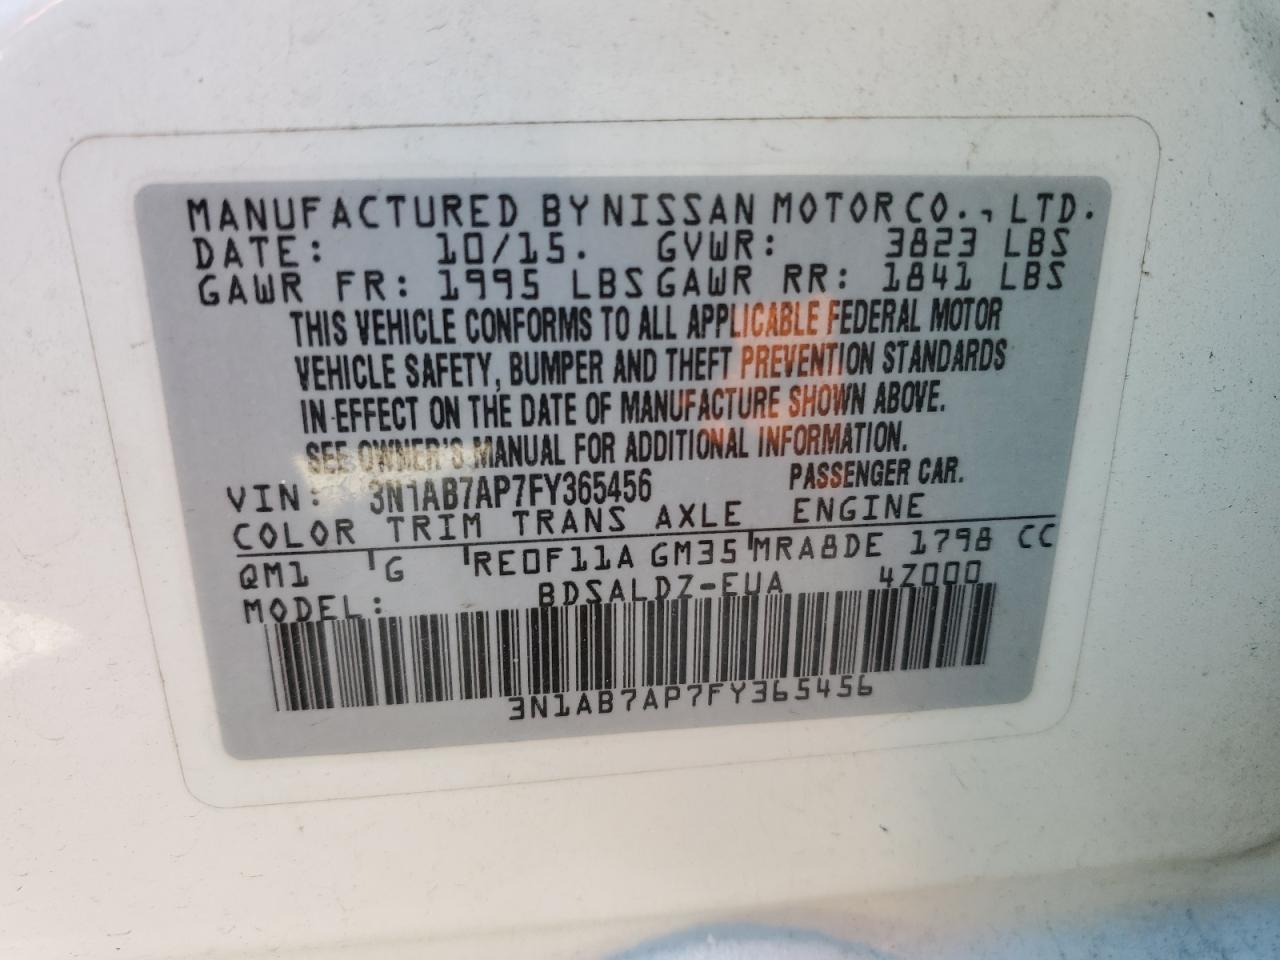 MANUFACTURED BY NISSAN MOTOR CO., LTD.
DATE: 10/15. GVWR: 3823 LBS
GAWR FR: 1995 LBS GAWR RR: 1841 LBS
THIS VEHICLE CONFORMS TO ALL APPLICABLE FEDERAL MOTOR
VEHICLE SAFETY, BUMPER AND THEFT PREVENTION STANDARDS
IN EFFECT ON THE DATE OF MANUFACTURE SHOWN ABOVE.
SEE OWNER'S MANUAL FOR ADDITIONAL INFORMATION.
VIN: 3N1AB7AP7FY365456 PASSENGER CAR.
COLOR TRIM TRANS AXLE ENGINE
QM1 G RE0F11A GM35 MRA8DE 1798 CC
MODEL: BDSALDZ-EUA 4Z000
3N1AB7AP7FY365456